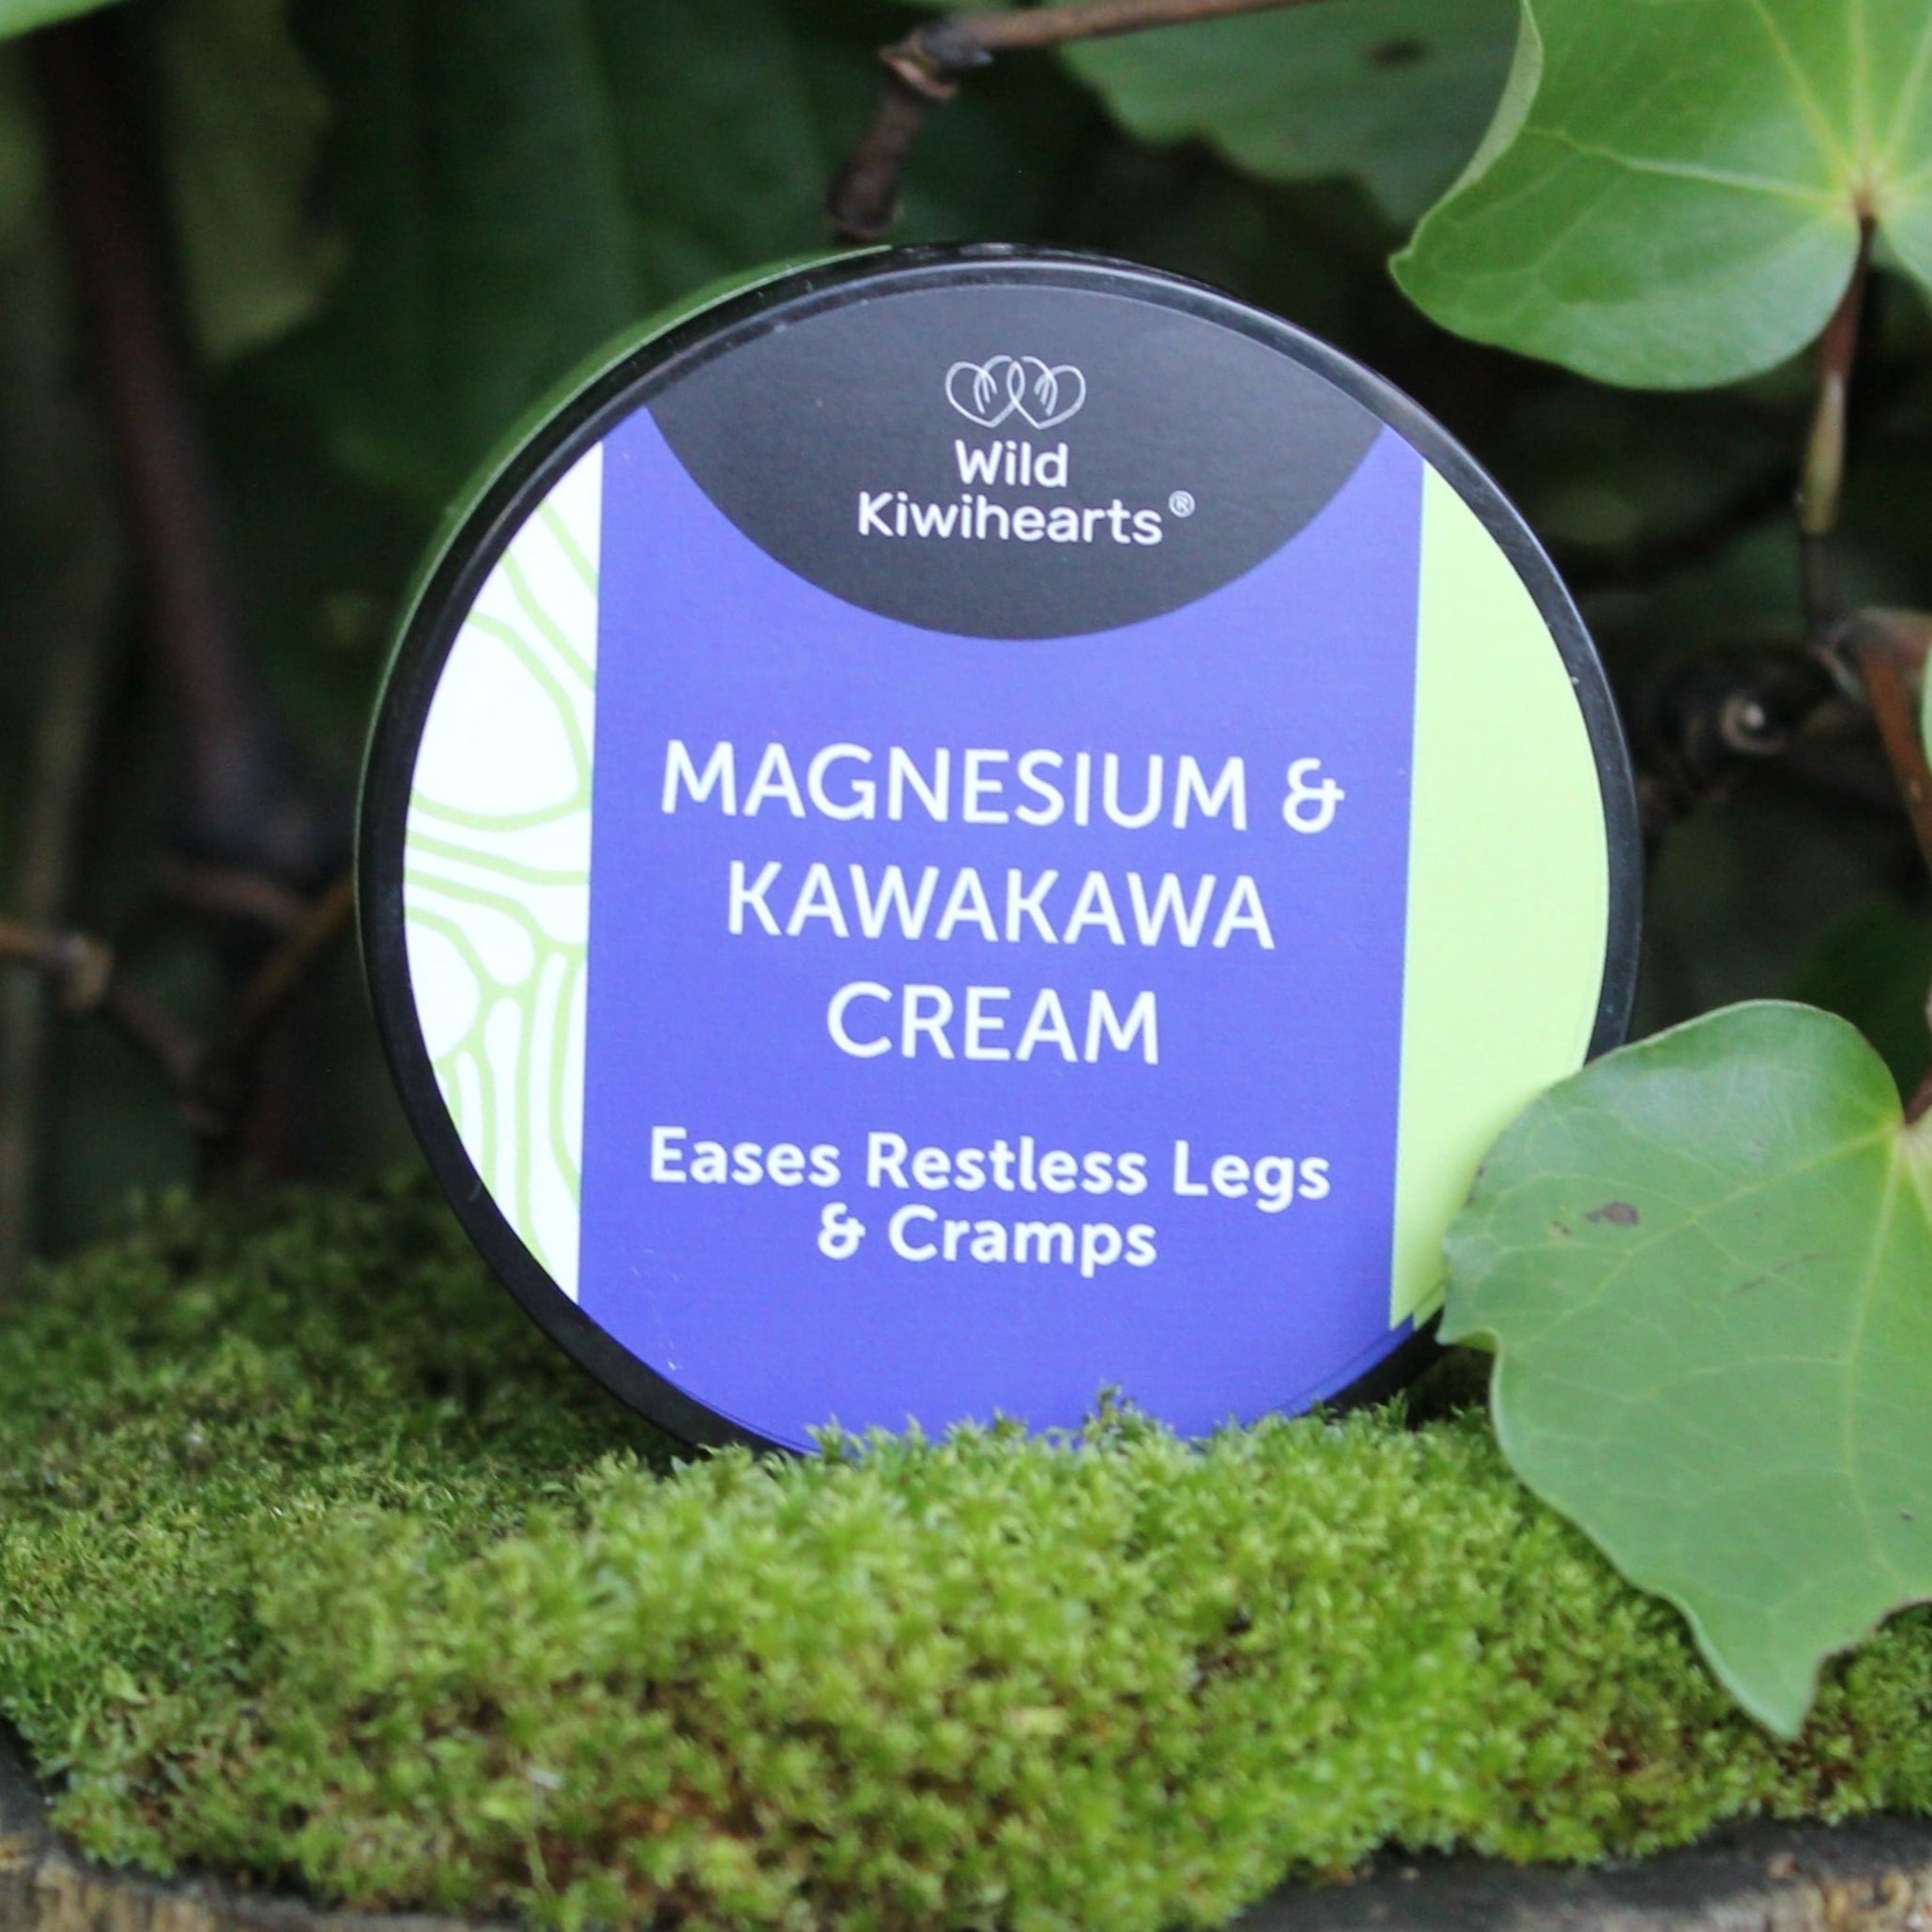 Wild
Kiwihearts®
MAGNESIUM &
KAWAKAWA
CREAM
Eases Restless Legs
& Cramps